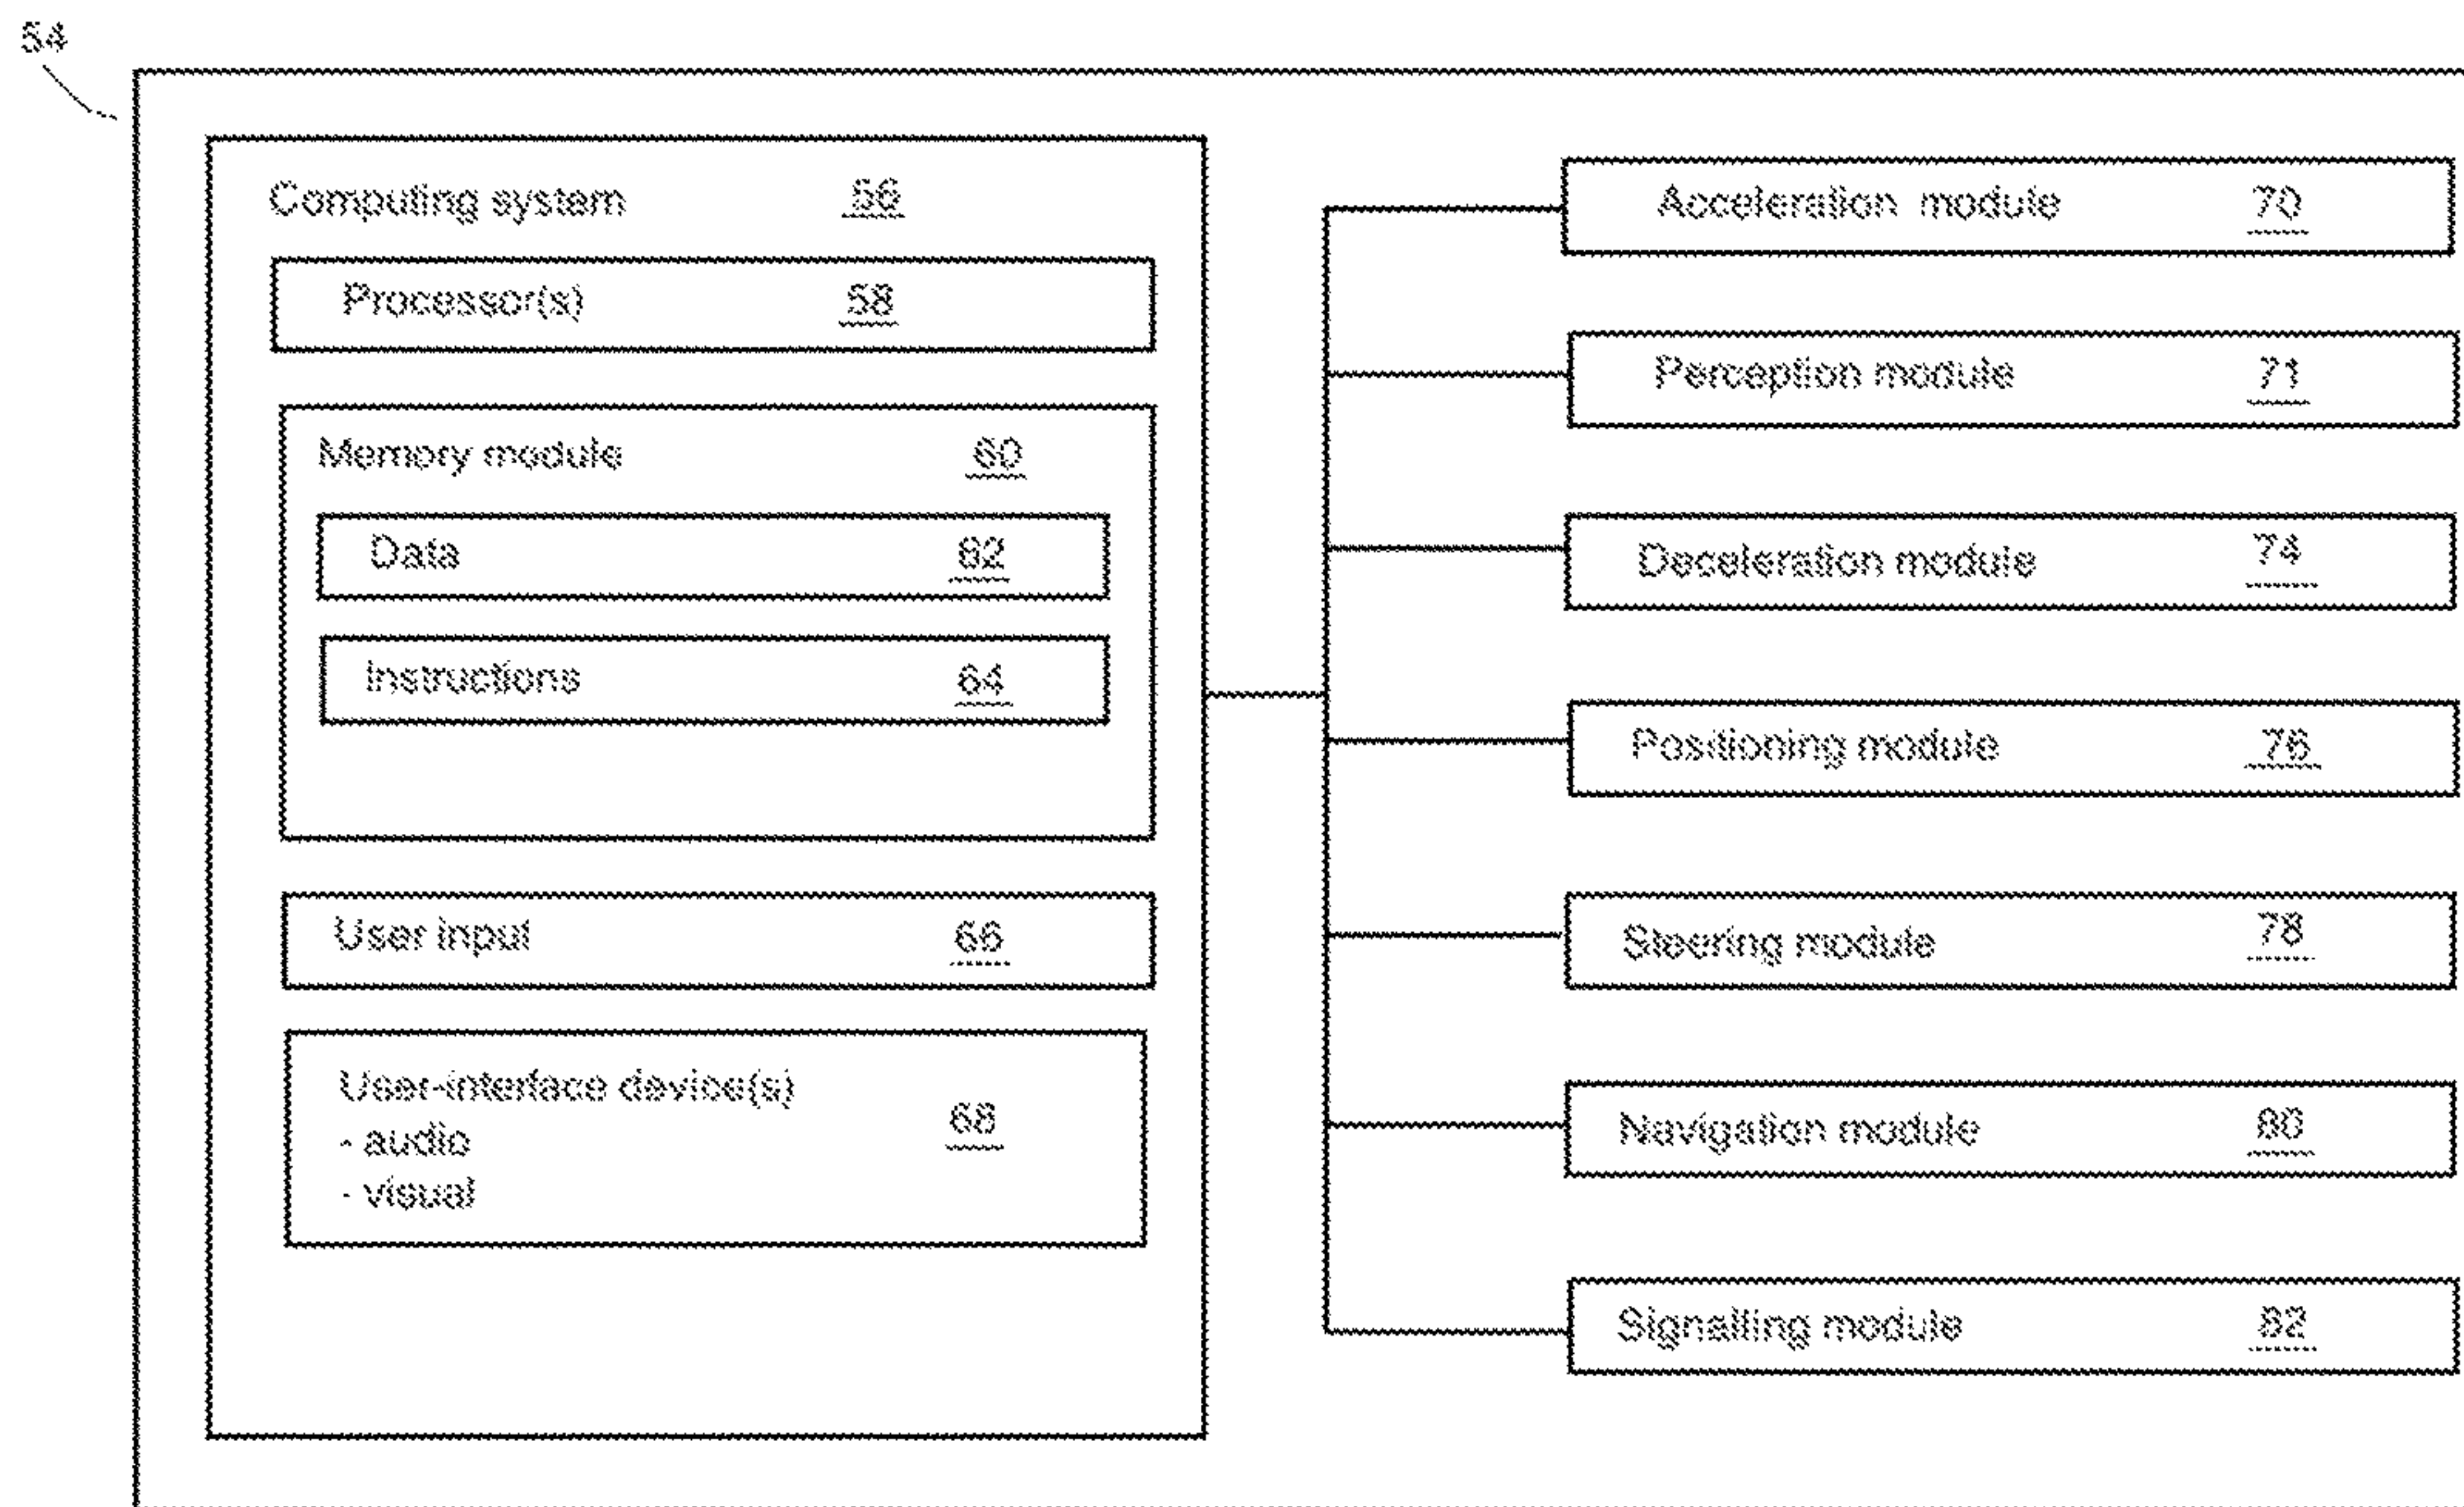 54
Computing system 56
Processor(s) 58
Memory module 60
Data 62
Instructions 64
User input 66
User-interface device(s)
- audio
- visual
68
Acceleration module 70
Perception module 71
Deceleration module 74
Positioning module 76
Steering module 78
Navigation module 80
Signalling module 82